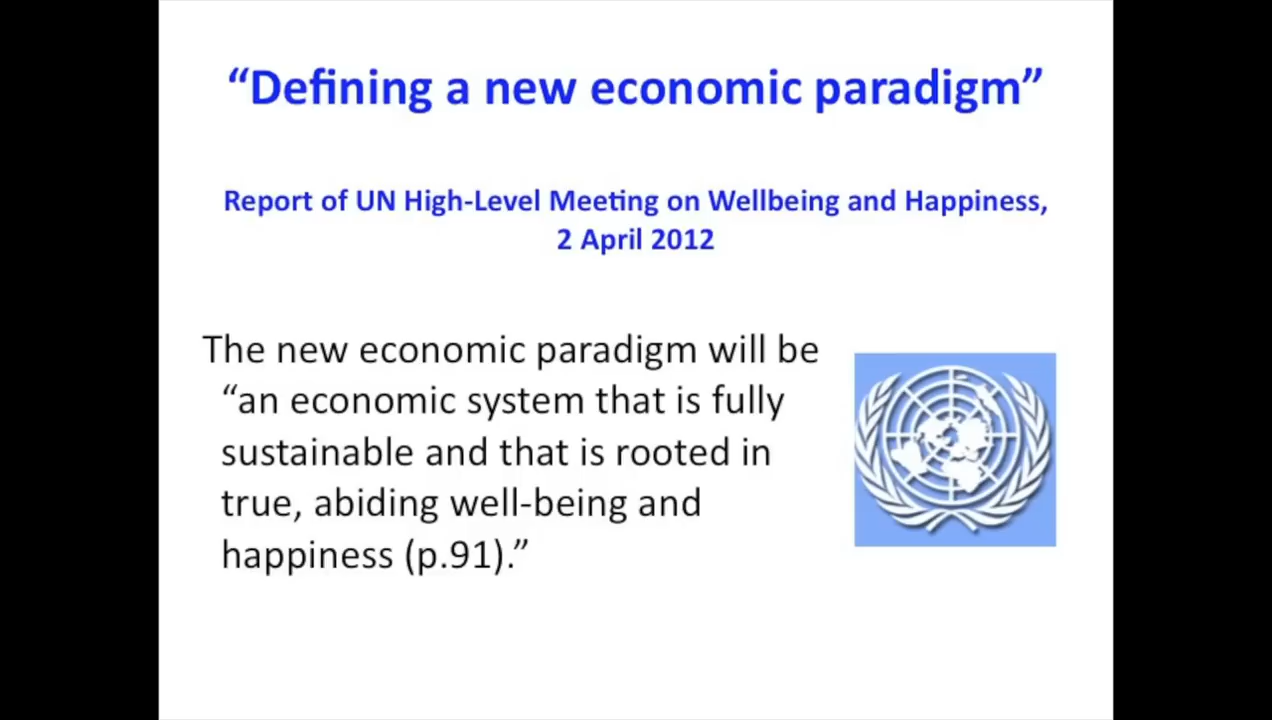 “Defining a new economic paradigm”
Report of UN High-Level Meeting on Wellbeing and Happiness,
2 April 2012
The new economic paradigm will be
“an economic system that is fully
sustainable and that is rooted in
true, abiding well-being and
happiness (p.91).”